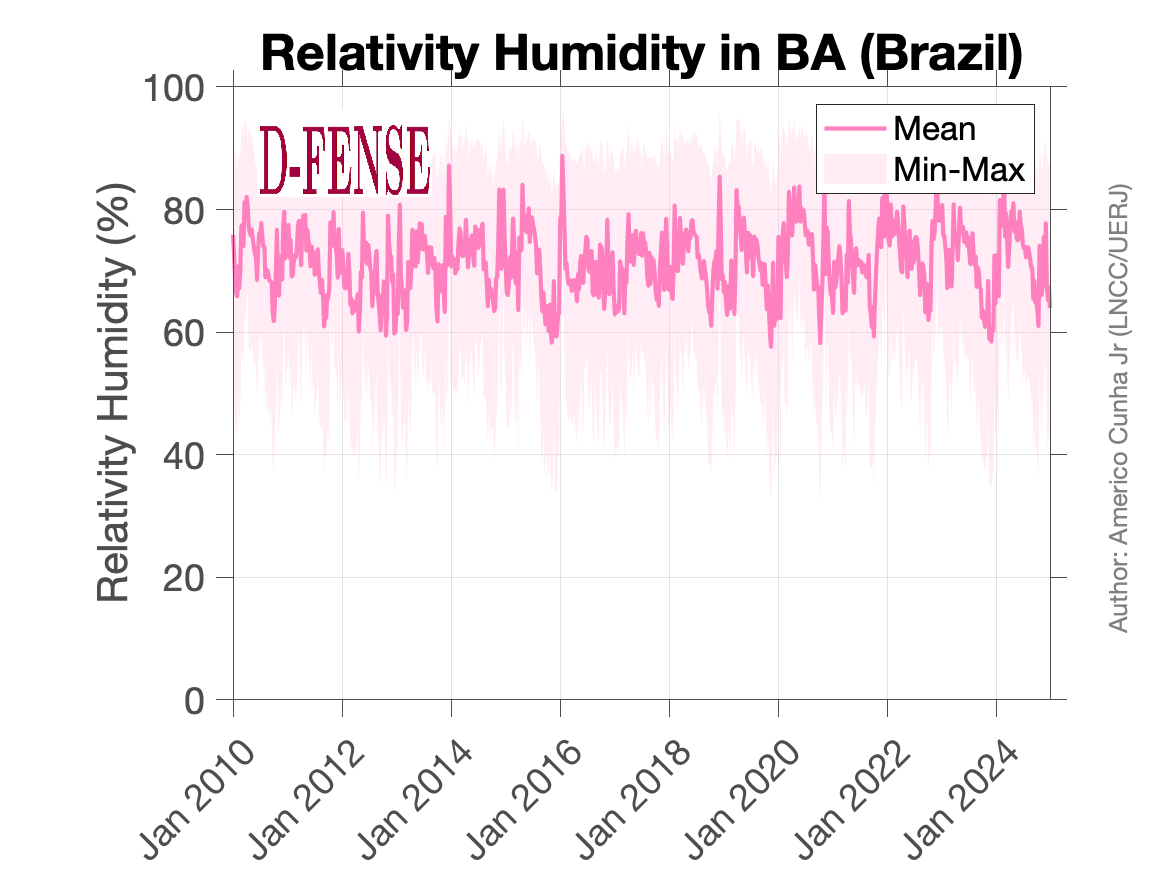 Relativity Humidity in BA (Brazil)
D-FENSE
Mean
Min-Max
Relativity Humidity (%)
100
80
60
40
20
0
Jan 2010
Jan 2012
Jan 2014
Jan 2016
Jan 2018
Jan 2020
Jan 2022
Jan 2024
Author: Americo Cunha Jr (LNCC/UERJ)